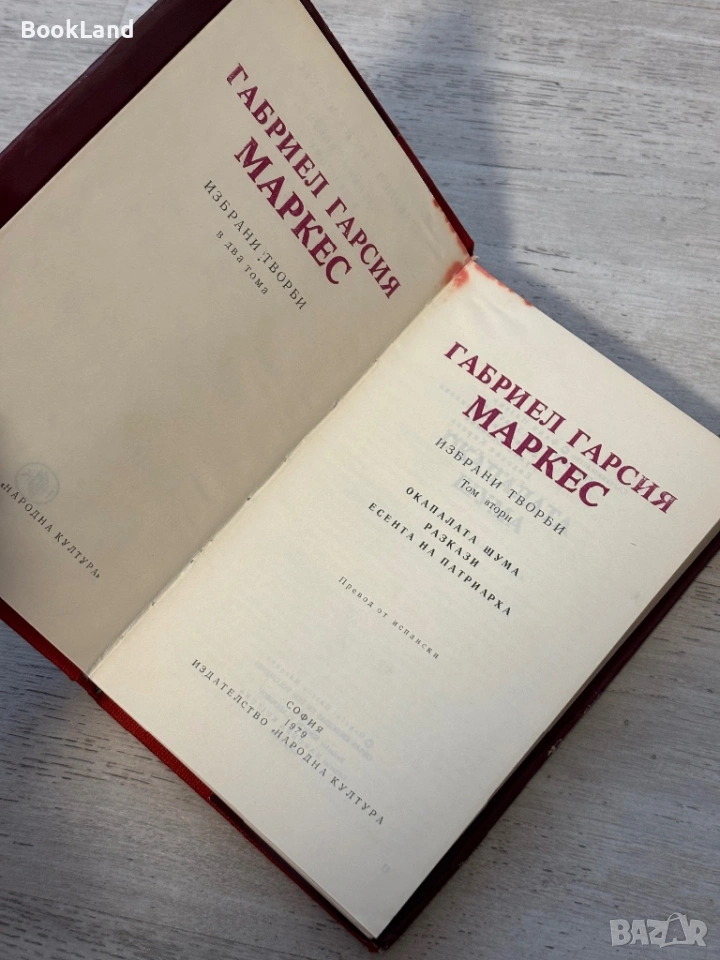 BookLand
ГАБРИЕЛ ГАРСИЯ
МАРКЕС
ИЗБРАНИ ТВОРБИ
в два тома
«НАРОДНА КУЛТУРА»
ГАБРИЕЛ ГАРСИЯ
МАРКЕС
ИЗБРАНИ ТВОРБИ
Том втори
ОКАПАЛАТА ШУМА
РАЗКАЗИ
ЕСЕНТА НА ПАТРИАРХА
Превод от испански
СОФИЯ
1979
ИЗДАТЕЛСТВО «НАРОДНА КУЛТУРА
BAZAR